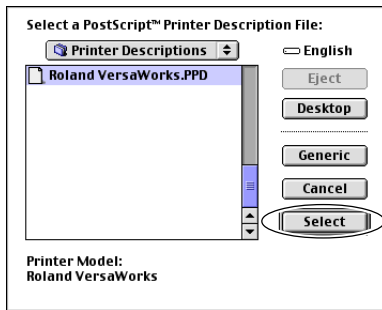 Select a PostScript™ Printer Description File:
Printer Descriptions
English
Roland VersaWorks.PPD
Eject
Desktop
Generic
Cancel
Select
Printer Model:
Roland VersaWorks